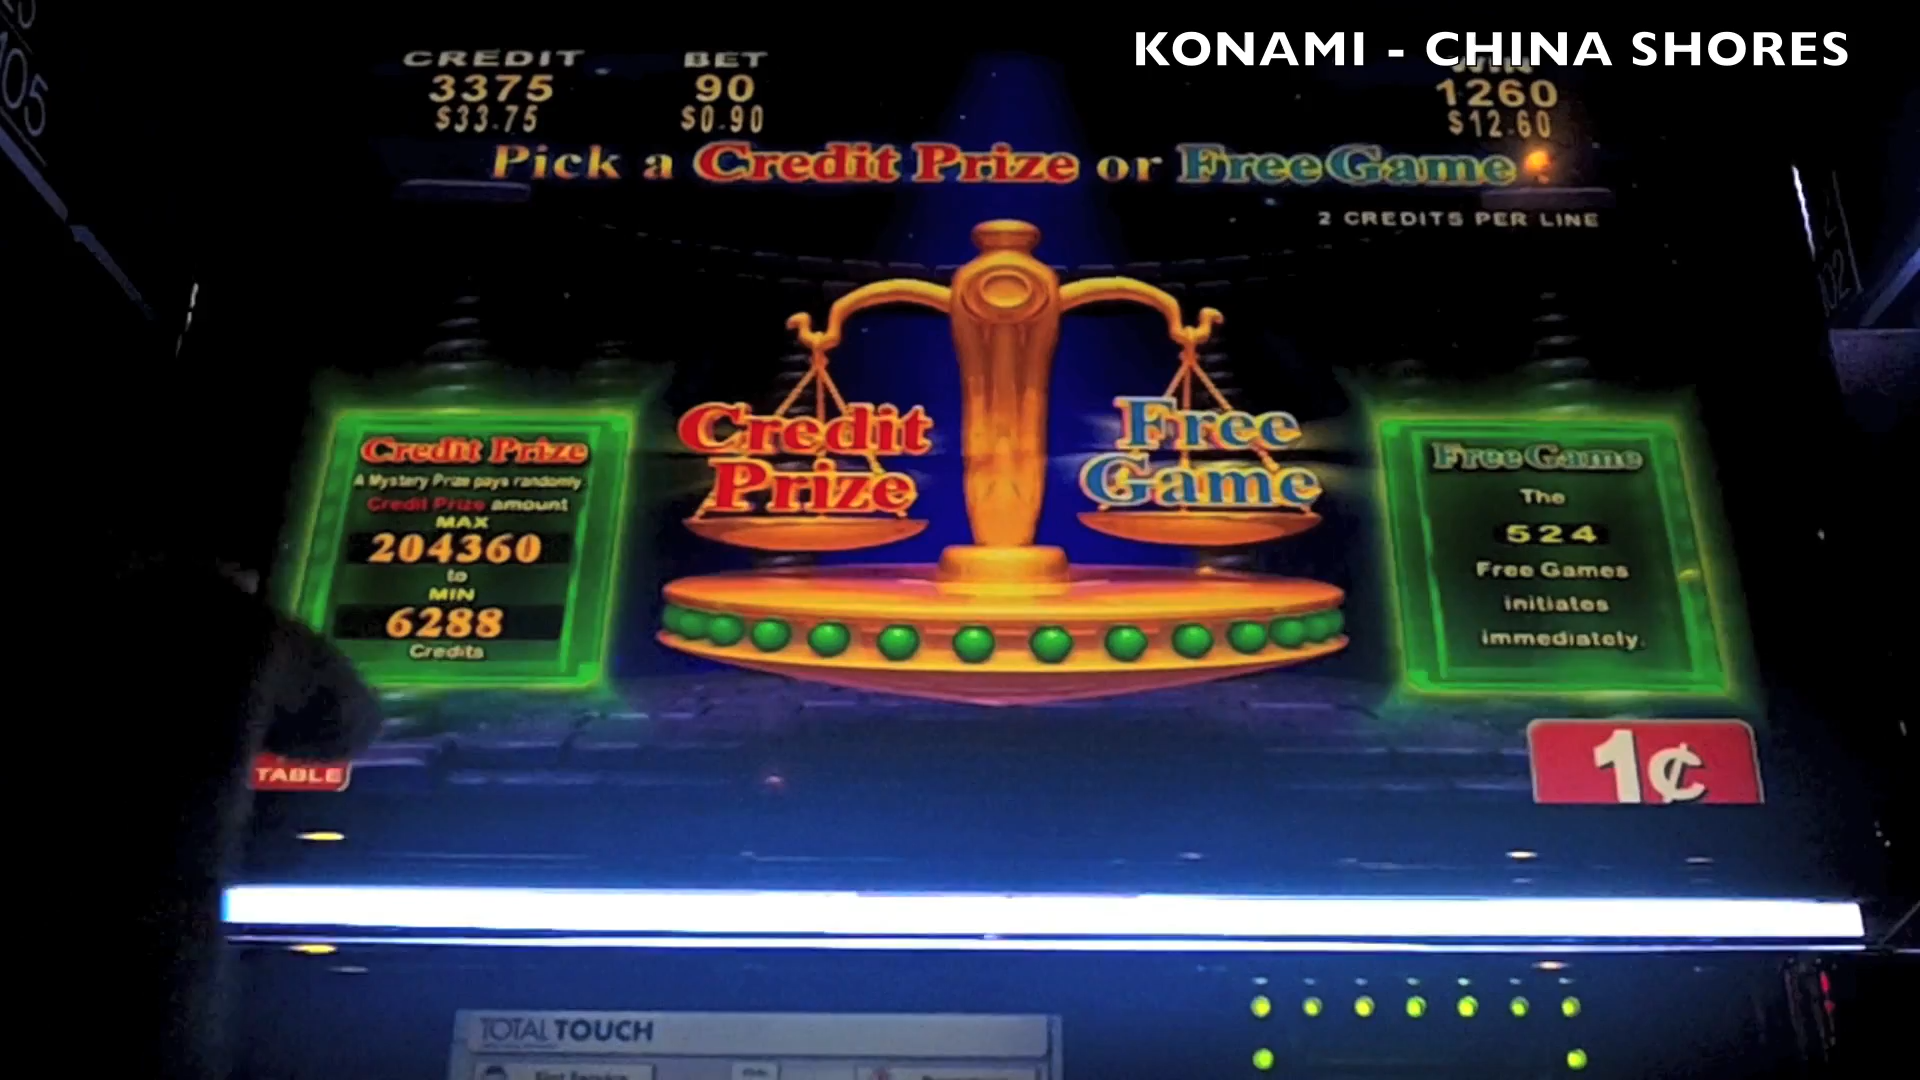 KONAMI - CHINA SHORES
CREDIT
3375
$33.75
BET
90
$0.90
WIN
1260
$12.60
Pick a Credit Prize or Free Game
2 CREDITS PER LINE
Credit Prize
A Mystery Prize pays randomly.
Credit Prize amount
MAX
204360
to
MIN
6288
Credits
Credit
Prize
Free
Game
Free Game
The
524
Free Games
initiates
immediately.
TABLE
1¢
TOTAL TOUCH
105